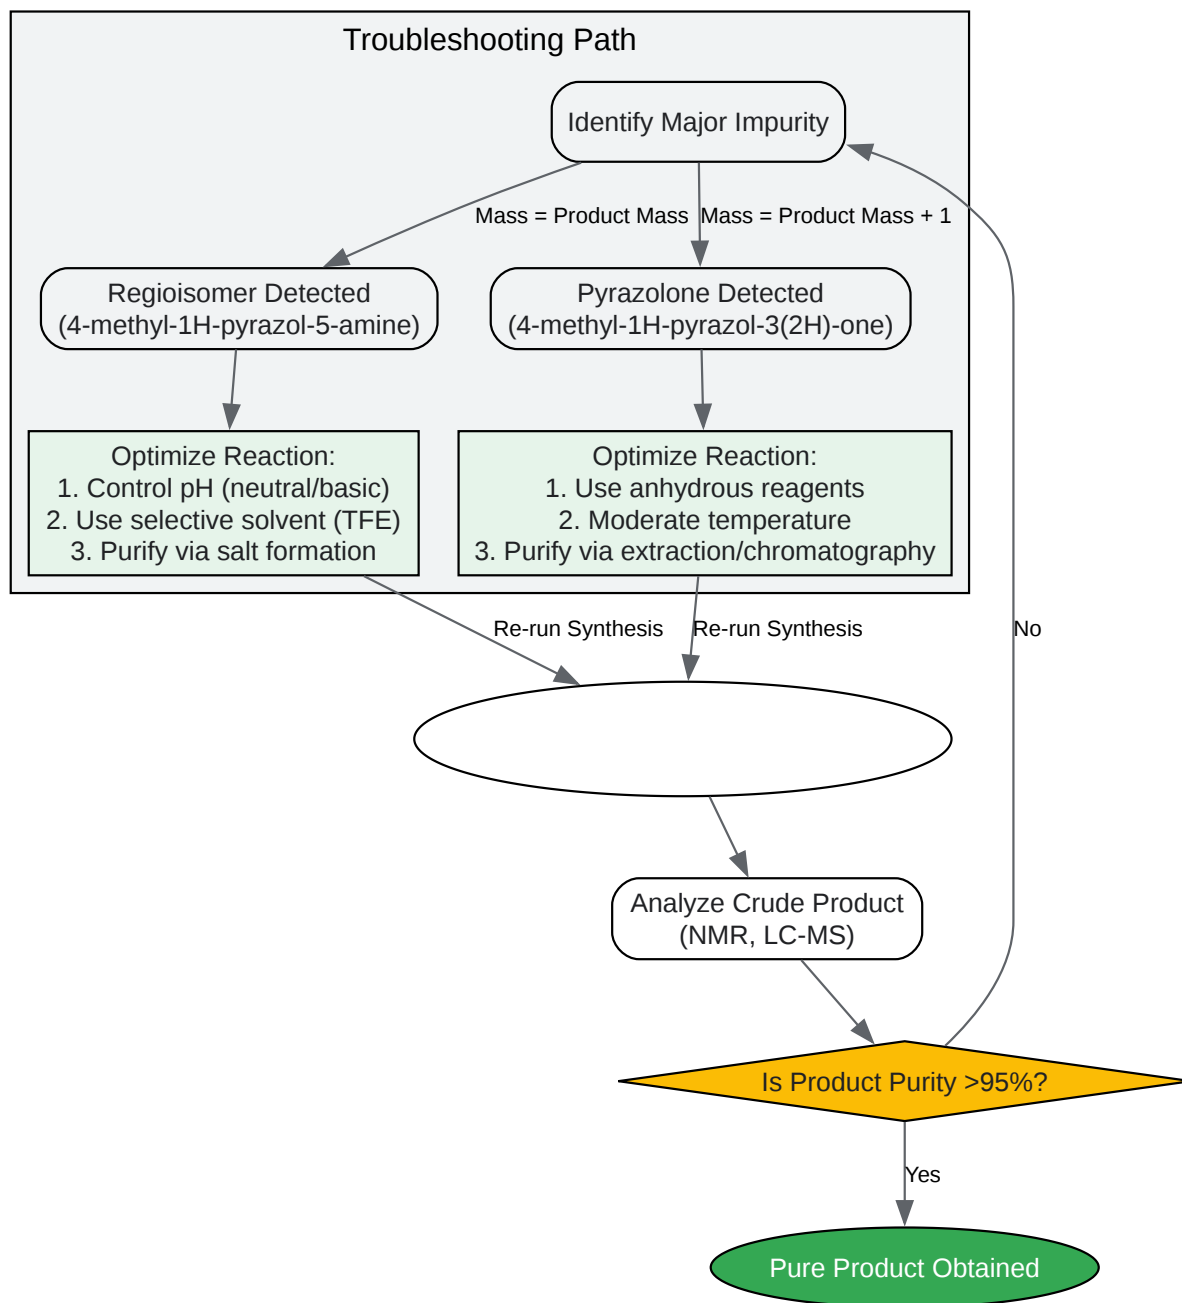 Troubleshooting Path
Identify Major Impurity
Mass = Product Mass
Mass = Product Mass + 1
Regioisomer Detected
(4-methyl-1H-pyrazol-5-amine)
Pyrazolone Detected
(4-methyl-1H-pyrazol-3(2H)-one)
Optimize Reaction:
1. Control pH (neutral/basic)
2. Use selective solvent (TFE)
3. Purify via salt formation
Optimize Reaction:
1. Use anhydrous reagents
2. Moderate temperature
3. Purify via extraction/chromatography
Re-run Synthesis
Re-run Synthesis
No
Analyze Crude Product
(NMR, LC-MS)
Is Product Purity >95%?
Yes
Pure Product Obtained